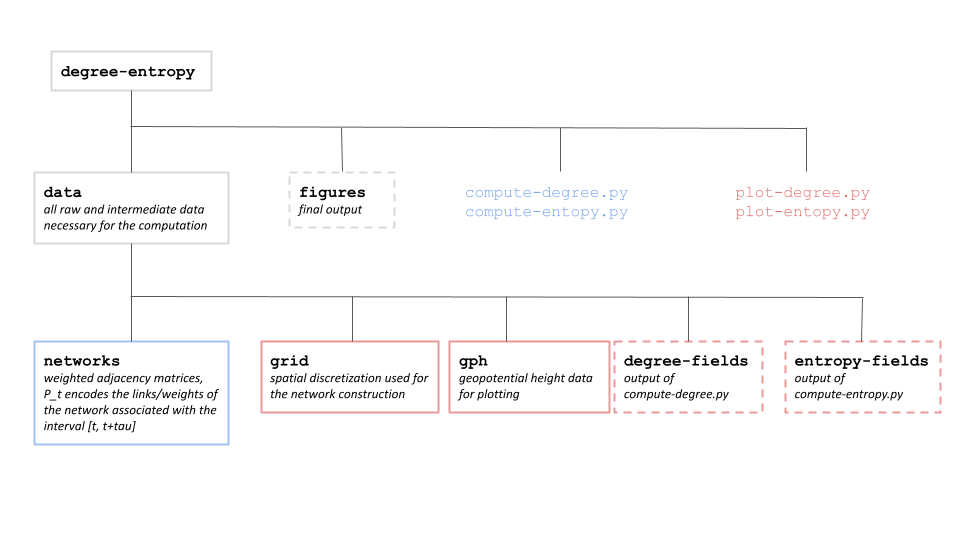 degree-entropy
data
all raw and intermediate data
necessary for the computation
figures
final output
compute-degree.py
compute-entopy.py
plot-degree.py
plot-entopy.py
networks
weighted adjacency matrices,
P_t encodes the links/weights of
the network associated with the
interval [t, t+tau]
grid
spatial discretization used for
the network construction
gph
geopotential height data
for plotting
degree-fields
output of
compute-degree.py
entropy-fields
output of
compute-entropy.py